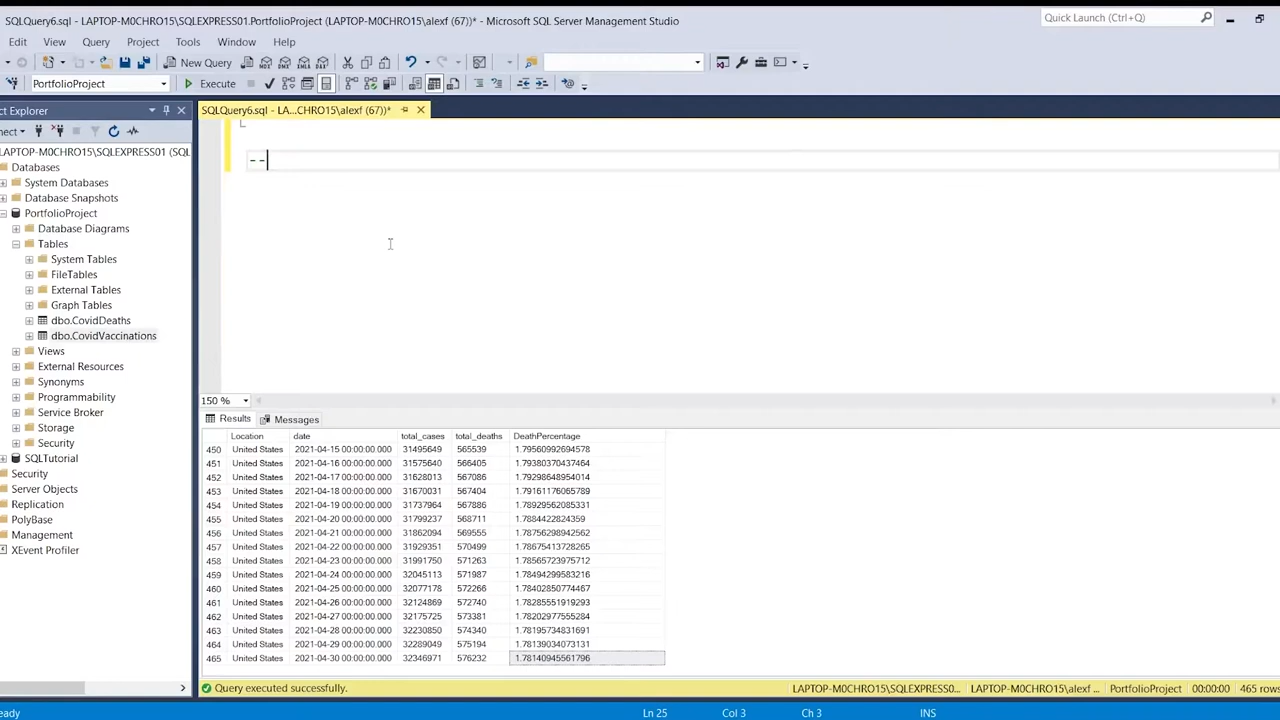 SQLQuery6.sql - LAPTOP-M0CHRO15\SQLEXPRESS01.PortfolioProject (LAPTOP-M0CHRO15\alexf (67))* - Microsoft SQL Server Management Studio
Quick Launch (Ctrl+Q)
Edit View Query Project Tools Window Help
New Query
PortfolioProject Execute
ct Explorer
SQLQuery6.sql - LA...CHRO15\alexf (67))*
nect
LAPTOP-M0CHRO15\SQLEXPRESS01 (SQL
Databases
System Databases
Database Snapshots
PortfolioProject
Database Diagrams
Tables
System Tables
FileTables
External Tables
Graph Tables
dbo.CovidDeaths
dbo.CovidVaccinations
Views
External Resources
Synonyms
Programmability
Service Broker
Storage
Security
SQLTutorial
Security
Server Objects
Replication
PolyBase
Management
XEvent Profiler
--
150 %
Results Messages
Location date total_cases total_deaths DeathPercentage
450 United States 2021-04-15 00:00:00.000 31495649 565539 1.79560992694578
451 United States 2021-04-16 00:00:00.000 31575640 566405 1.79380370437464
452 United States 2021-04-17 00:00:00.000 31628013 567086 1.79298648954014
453 United States 2021-04-18 00:00:00.000 31670031 567404 1.79161176065789
454 United States 2021-04-19 00:00:00.000 31737964 567886 1.78929562085331
455 United States 2021-04-20 00:00:00.000 31799237 568711 1.7884422824359
456 United States 2021-04-21 00:00:00.000 31862094 569555 1.78756298942562
457 United States 2021-04-22 00:00:00.000 31929351 570499 1.78675413728265
458 United States 2021-04-23 00:00:00.000 31991750 571263 1.78565723975712
459 United States 2021-04-24 00:00:00.000 32045113 571987 1.78494299583216
460 United States 2021-04-25 00:00:00.000 32077178 572266 1.78402850774467
461 United States 2021-04-26 00:00:00.000 32124869 572740 1.78285551919293
462 United States 2021-04-27 00:00:00.000 32175725 573381 1.78202977555284
463 United States 2021-04-28 00:00:00.000 32230850 574340 1.78195734831691
464 United States 2021-04-29 00:00:00.000 32289049 575194 1.78139034073131
465 United States 2021-04-30 00:00:00.000 32346971 576232 1.78140945561796
Query executed successfully. LAPTOP-M0CHRO15\SQLEXPRESS0... LAPTOP-M0CHRO15\alexf ... PortfolioProject 00:00:00 465 rows
eady Ln 25 Col 3 Ch 3 INS